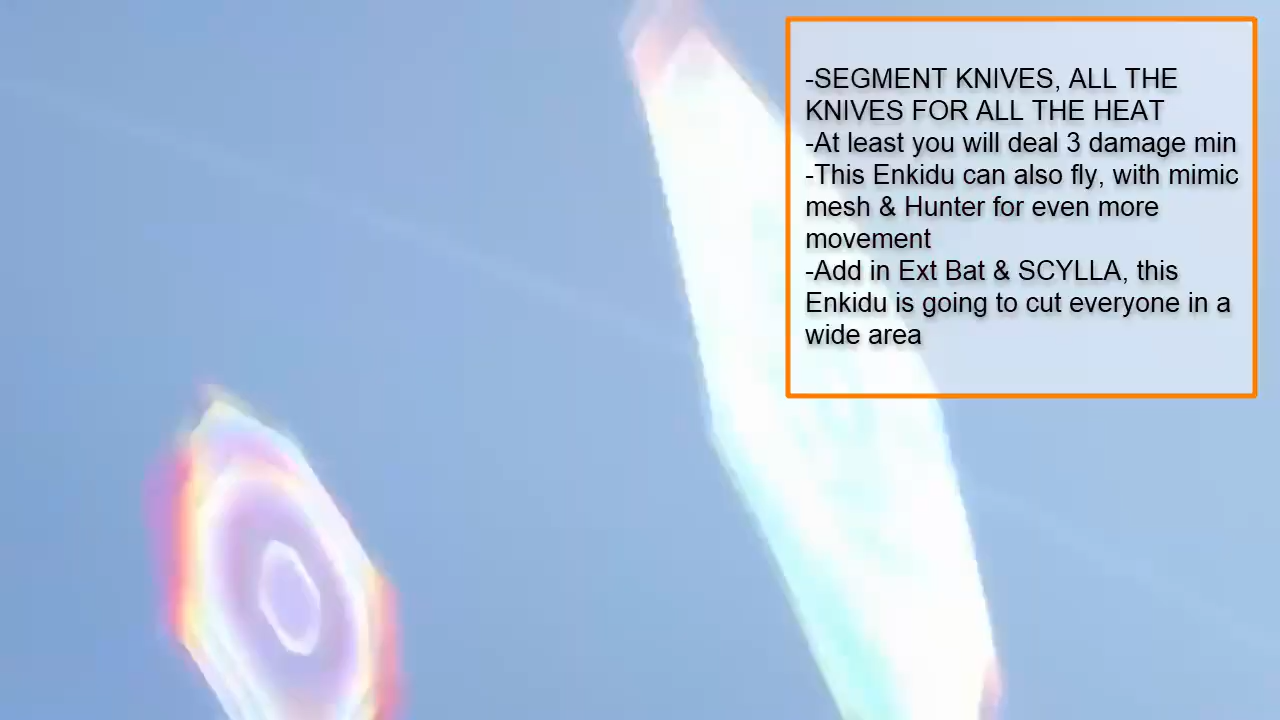 -SEGMENT KNIVES, ALL THE
KNIVES FOR ALL THE HEAT
-At least you will deal 3 damage min
-This Enkidu can also fly, with mimic
mesh & Hunter for even more
movement
-Add in Ext Bat & SCYLLA, this
Enkidu is going to cut everyone in a
wide area